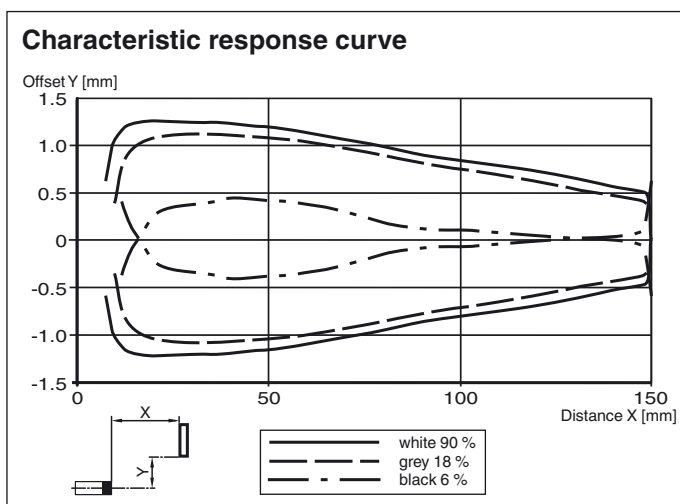 Characteristic response curve
Offset Y [mm]
1.5
1.0
0.5
0
-0.5
-1.0
-1.5
0
50
100
150
Distance X [mm]
X
Y
white 90 %
grey 18 %
black 6 %